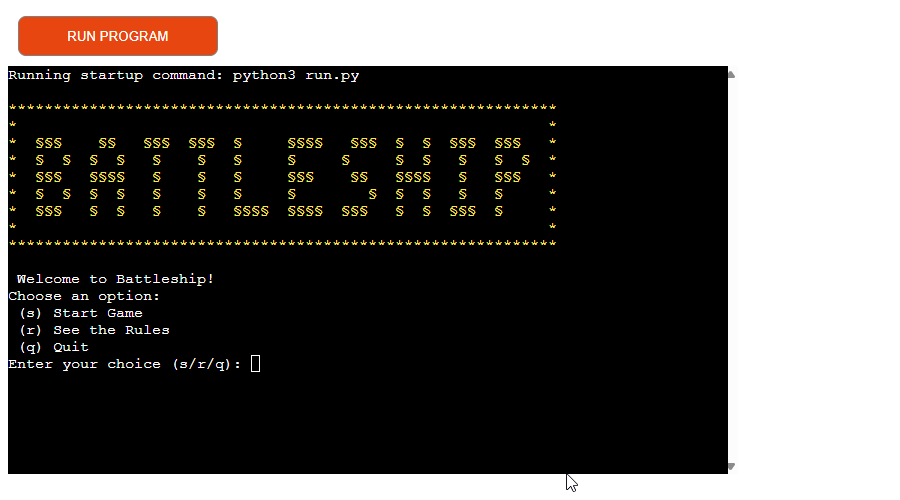 RUN PROGRAM
Running startup command: python3 run.py
*************************************************************
*                                                           *
*  §§§    §§   §§§  §§§  §     §§§§   §§§  §  §  §§§  §§§   *
*  §  §  §  §   §    §   §     §     §     §  §   §   §  §  *
*  §§§   §§§§   §    §   §     §§§    §§   §§§§   §   §§§   *
*  §  §  §  §   §    §   §     §        §  §  §   §   §     *
*  §§§   §  §   §    §   §§§§  §§§§  §§§   §  §  §§§  §     *
*                                                           *
*************************************************************
Welcome to Battleship!
Choose an option:
(s) Start Game
(r) See the Rules
(q) Quit
Enter your choice (s/r/q):